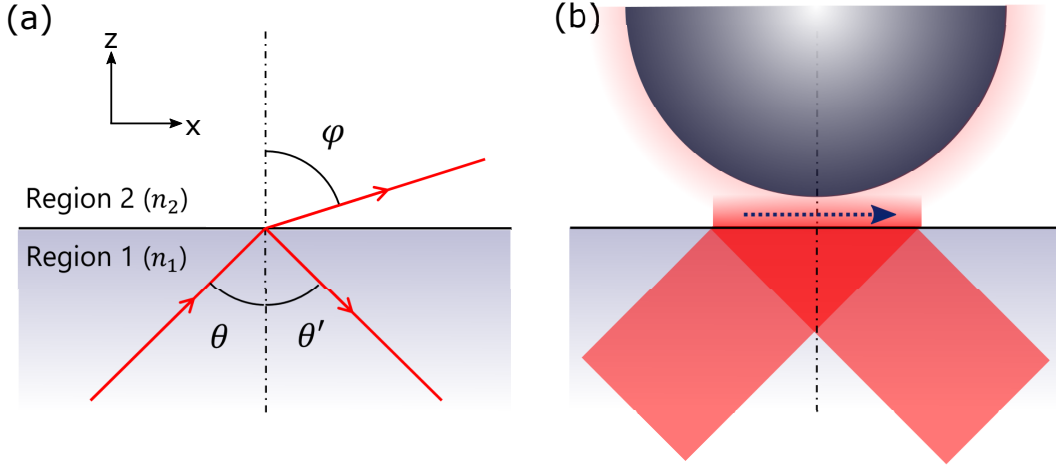 (a)
z
x
φ
Region 2 (n₂)
Region 1 (n₁)
θ
θ′
(b)